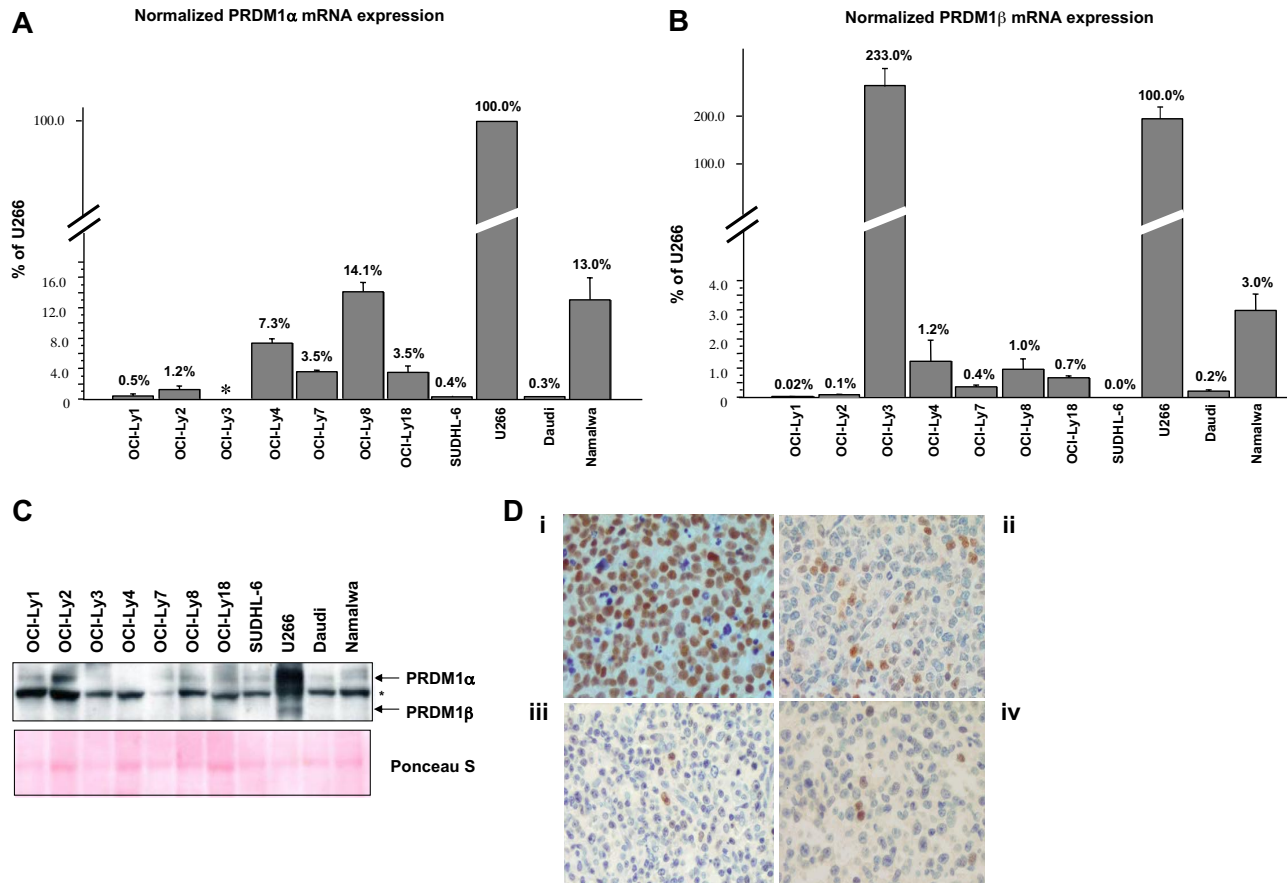 A
Normalized PRDM1α mRNA expression
% of U266
100.0
16.0
12.0
8.0
4.0
0
0.5%
1.2%
*
7.3%
3.5%
14.1%
3.5%
0.4%
100.0%
0.3%
13.0%
OCI-Ly1
OCI-Ly2
OCI-Ly3
OCI-Ly4
OCI-Ly7
OCI-Ly8
OCI-Ly18
SUDHL-6
U266
Daudi
Namalwa
B
Normalized PRDM1β mRNA expression
% of U266
200.0
100.0
4.0
3.0
2.0
1.0
0
0.02%
0.1%
233.0%
1.2%
0.4%
1.0%
0.7%
0.0%
100.0%
0.2%
3.0%
OCI-Ly1
OCI-Ly2
OCI-Ly3
OCI-Ly4
OCI-Ly7
OCI-Ly8
OCI-Ly18
SUDHL-6
U266
Daudi
Namalwa
C
OCI-Ly1
OCI-Ly2
OCI-Ly3
OCI-Ly4
OCI-Ly7
OCI-Ly8
OCI-Ly18
SUDHL-6
U266
Daudi
Namalwa
PRDM1α
*
PRDM1β
Ponceau S
D
i
ii
iii
iv